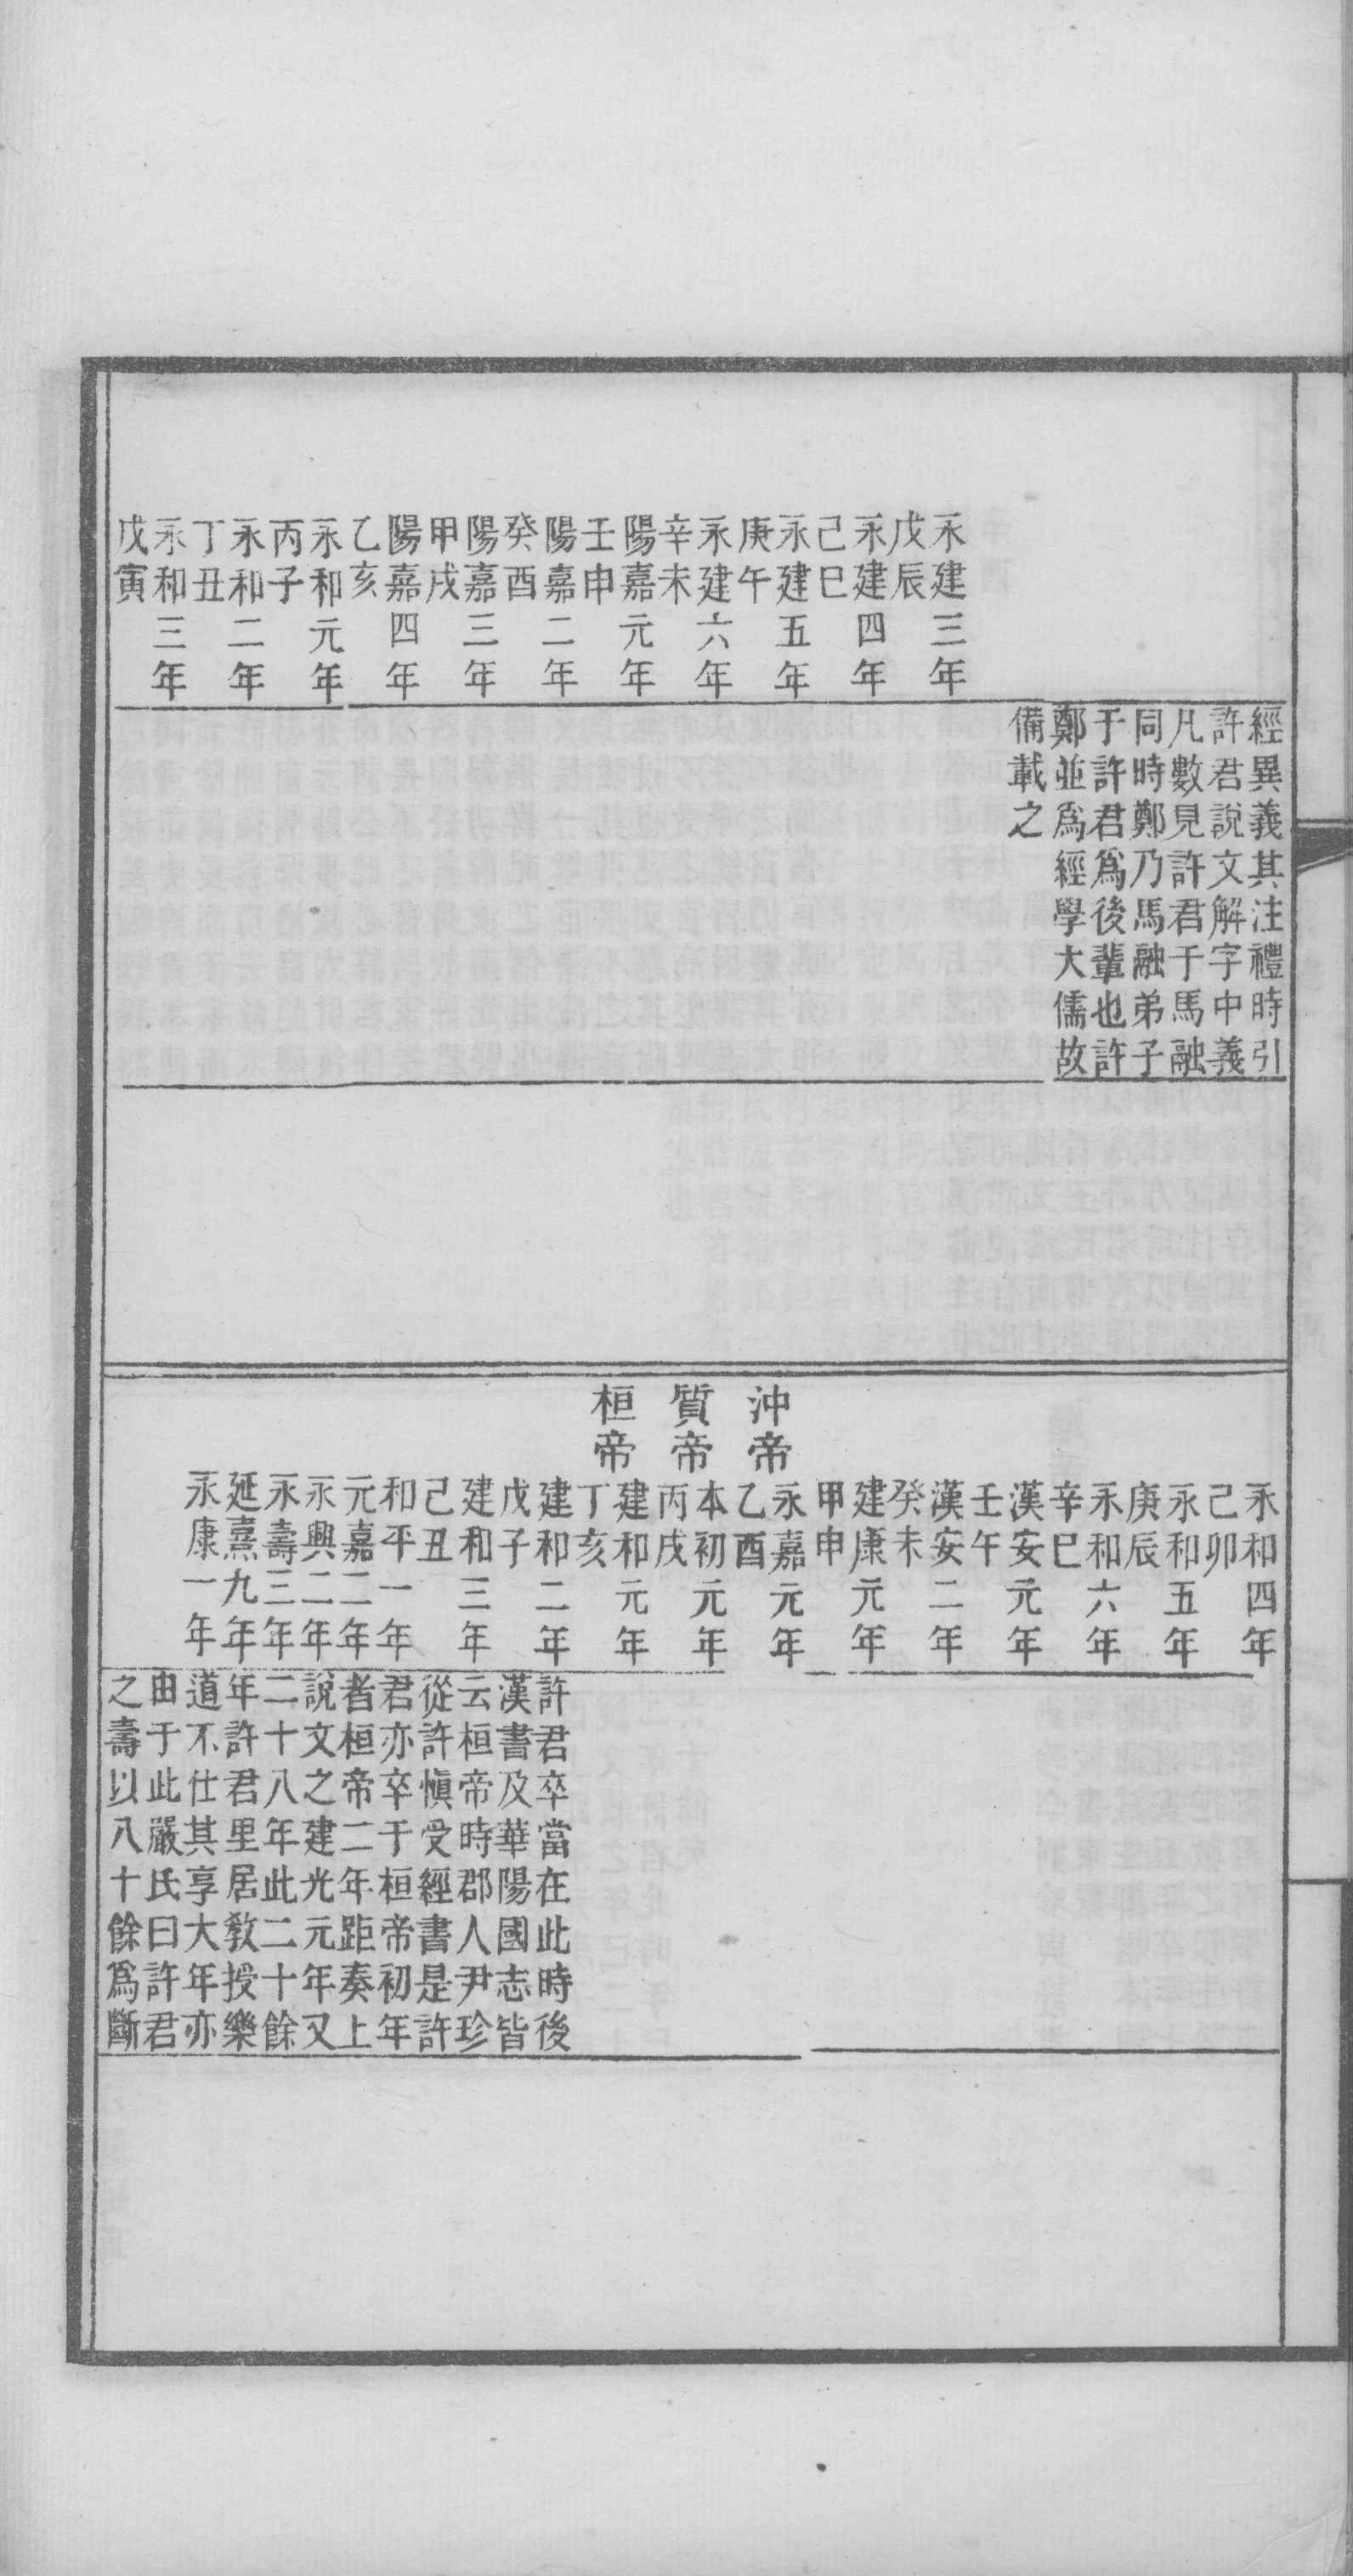 永建三年
戊辰
永建四年
己巳
永建五年
庚午
永建六年
辛未
陽嘉元年
壬申
陽嘉二年
癸酉
陽嘉三年
甲戌
陽嘉四年
乙亥
永和元年
丙子
永和二年
丁丑
永和三年
戊寅
經異義其注禮時引
許君說文解字中義
凡數見許君于馬融
同時鄭乃馬融弟子
于許君爲後輩也許
鄭並爲經學大儒故
備載之
永和四年
己卯
永和五年
庚辰
永和六年
辛巳
漢安元年
壬午
漢安二年
癸未
建康元年
甲申
沖帝
永嘉元年
乙酉
質帝
本初元年
丙戌
桓帝
建和元年
丁亥
建和二年
戊子
建和三年
己丑
和平一年
元嘉二年
永興二年
永壽三年
延熹九年
永康一年
許君卒當在此時後
漢書及華陽國志皆
云桓帝時郡人尹珍
從許愼受經書是許
君亦卒于桓帝初年
者桓帝二年距奏上
說文之建光元年又
二十八年此二十餘
年許君里居敎授樂
道不仕其享大年亦
由于此嚴氏曰許君
之壽以八十餘爲斷